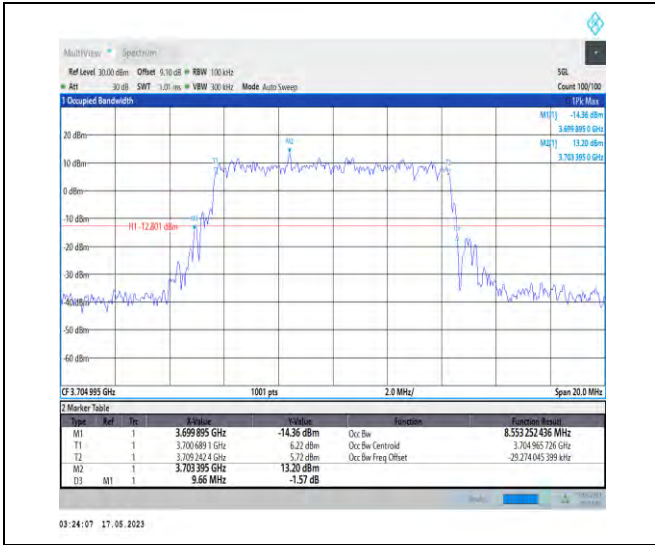 MultiView Spectrum
Ref Level 30.00 dBm Offset 9.10 dB RBW 100 kHz SGL
Att 30 dB SWT 1.01 ms VBW 300 kHz Mode Auto Sweep Count 100/100
1 Occupied Bandwidth 1Pk Max
M1[1] -14.36 dBm
3.699 895 0 GHz
M2[1] 13.20 dBm
3.703 395 0 GHz
20 dBm
M2
10 dBm
T1
T2
0 dBm
-10 dBm
H1 -12.801 dBm
-20 dBm
-30 dBm
-40 dBm
-50 dBm
-60 dBm
CF 3.704 995 GHz 1001 pts 2.0 MHz/ Span 20.0 MHz
2 Marker Table
Type Ref Trc X-Value Y-Value Function Function Result
M1 1 3.699 895 GHz -14.36 dBm Occ Bw 8.553 252 436 MHz
T1 1 3.700 689 1 GHz 6.22 dBm Occ Bw Centroid 3.704 965 726 GHz
T2 1 3.709 242 4 GHz 5.72 dBm Occ Bw Freq Offset -29.274 045 399 kHz
M2 1 3.703 395 GHz 13.20 dBm
D3 M1 1 9.66 MHz -1.57 dB
03:24:07 17.05.2023